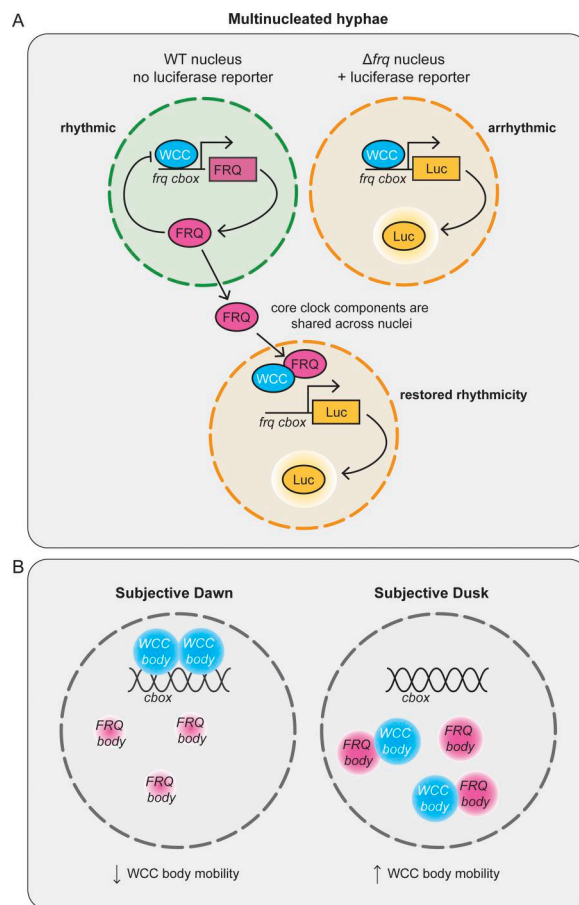 A
Multinucleated hyphae
WT nucleus
no luciferase reporter
Δfrq nucleus
+ luciferase reporter
rhythmic
arrhythmic
WCC
frq cbox
FRQ
FRQ
WCC
frq cbox
Luc
Luc
FRQ
core clock components are
shared across nuclei
FRQ
WCC
restored rhythmicity
frq cbox
Luc
Luc
B
Subjective Dawn
Subjective Dusk
WCC
body
WCC
body
cbox
FRQ
body
FRQ
body
FRQ
body
↓ WCC body mobility
cbox
FRQ
body
WCC
body
FRQ
body
WCC
body
FRQ
body
↑ WCC body mobility